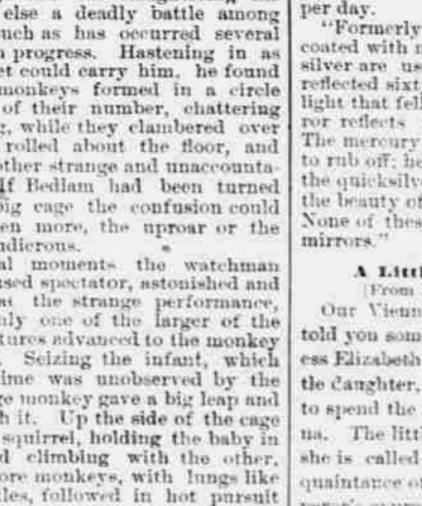 else a deadly battle among
uch as has occurred several
progress. Hastening in as
et could carry him, he found
monkeys formed in a circle
of their number, chattering
g, while they clambered over
rolled about the floor, and
other strange and unaccounta-
If Bedlam had been turned
big cage the confusion could
en more, the uproar or the
ndicrous.
al moments the watchman
used spectator, astonished and
at the strange performance,
nly one of the larger of the
tures advanced to the monkey
. Seizing the infant, which
ime was unobserved by the
ge monkey gave a big leap and
h it. Up the side of the cage
squirrel, holding the baby in
d climbing with the other,
ore monkeys, with lungs like
les, followed in hot pursuit
per day.
"Formerly
coated with m
silver are us
reflected sixt
light that fell
ror reflects
The mercury
to rub off; he
the quicksilve
the beauty of
None of thes
mirrors."
A Littl
[From
Our Vienn
told you som
ess Elizabeth
tle daughter,
to spend the
na. The littl
she is called
quaintance of